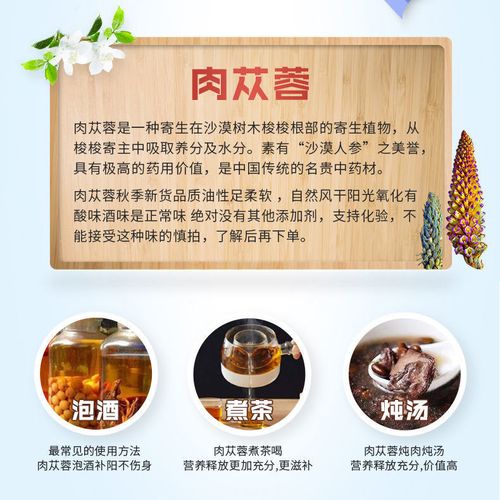 肉苁蓉
肉苁蓉是一种寄生在沙漠树木梭梭根部的寄生植物，从
梭梭寄主中吸取养分及水分。素有“沙漠人参”之美誉，
具有极高的药用价值，是中国传统的名贵中药材。
肉苁蓉秋季新货品质油性足柔软 ，自然风干阳光氧化有
酸味酒味是正常味 绝对没有其他添加剂，支持化验，不
能接受这种味的慎拍，了解后再下单。
泡酒
煮茶
炖汤
最常见的使用方法
肉苁蓉泡酒补阳不伤身
肉苁蓉煮茶喝
营养释放更加充分,更滋补
肉苁蓉炖肉炖汤
营养释放充分,价值高